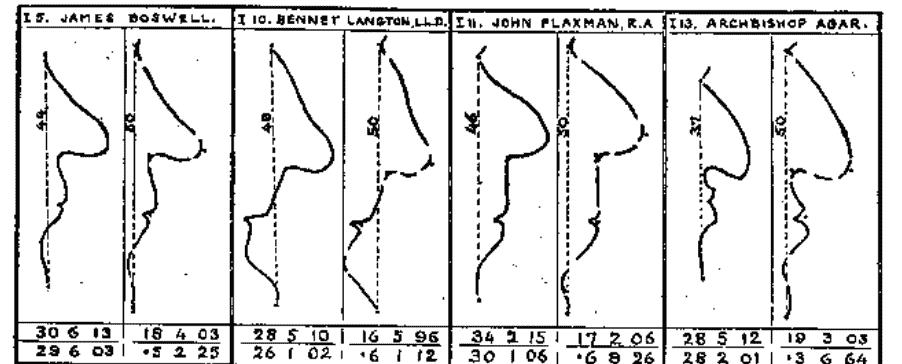 I 5. JAMES BOSWELL.
I 10. BENNET LANGTON, LL.D.
I 11. JOHN FLAXMAN, R.A
I 13. ARCHBISHOP AGAR.
44
50
48
50
46
50
37
50
30 6 13
18 4 03
28 5 10
16 5 96
34 2 15
17 2 06
28 5 12
19 3 03
29 6 03
·5 2 25
26 1 02
·6 1 12
30 1 06
·6 8 26
28 2 01
·3 6 64